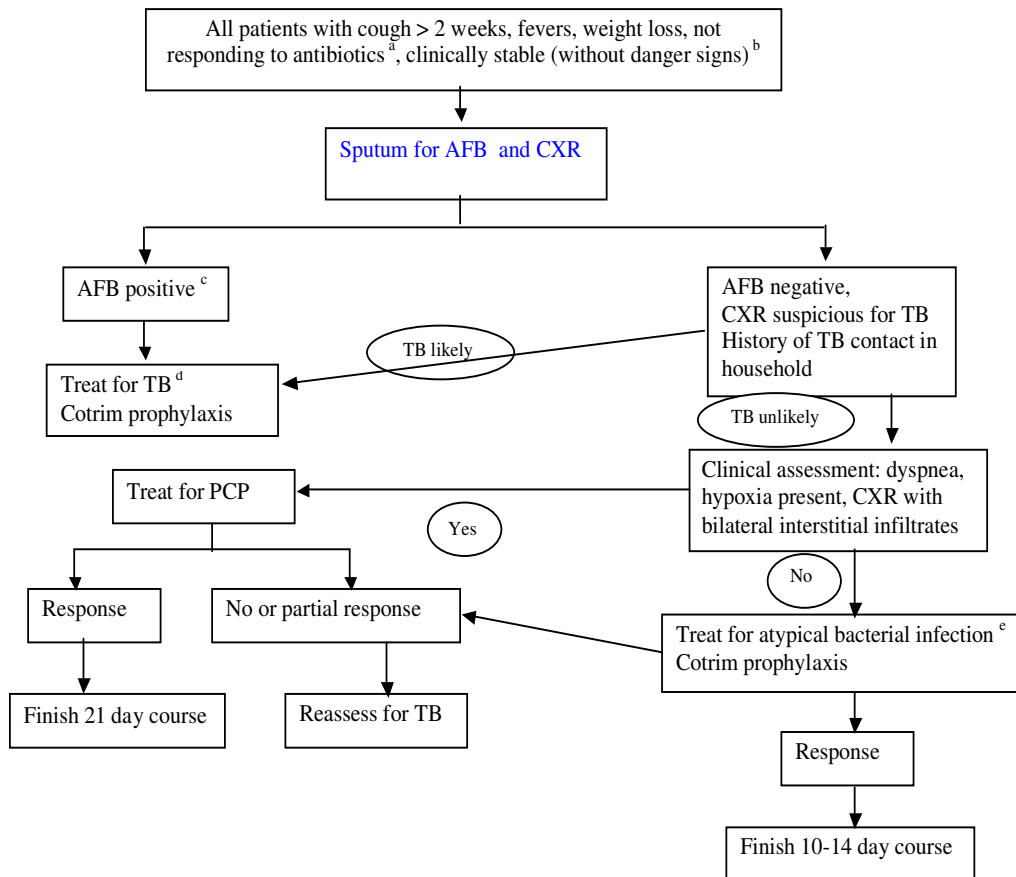 All patients with cough > 2 weeks, fevers, weight loss, not
responding to antibiotics a, clinically stable (without danger signs) b
Sputum for AFB and CXR
AFB positive c
AFB negative,
CXR suspicious for TB
History of TB contact in
household
TB likely
Treat for TB d
Cotrim prophylaxis
TB unlikely
Clinical assessment: dyspnea,
hypoxia present, CXR with
bilateral interstitial infiltrates
Treat for PCP
Yes
No
Response
No or partial response
Treat for atypical bacterial infection e
Cotrim prophylaxis
Finish 21 day course
Reassess for TB
Response
Finish 10-14 day course